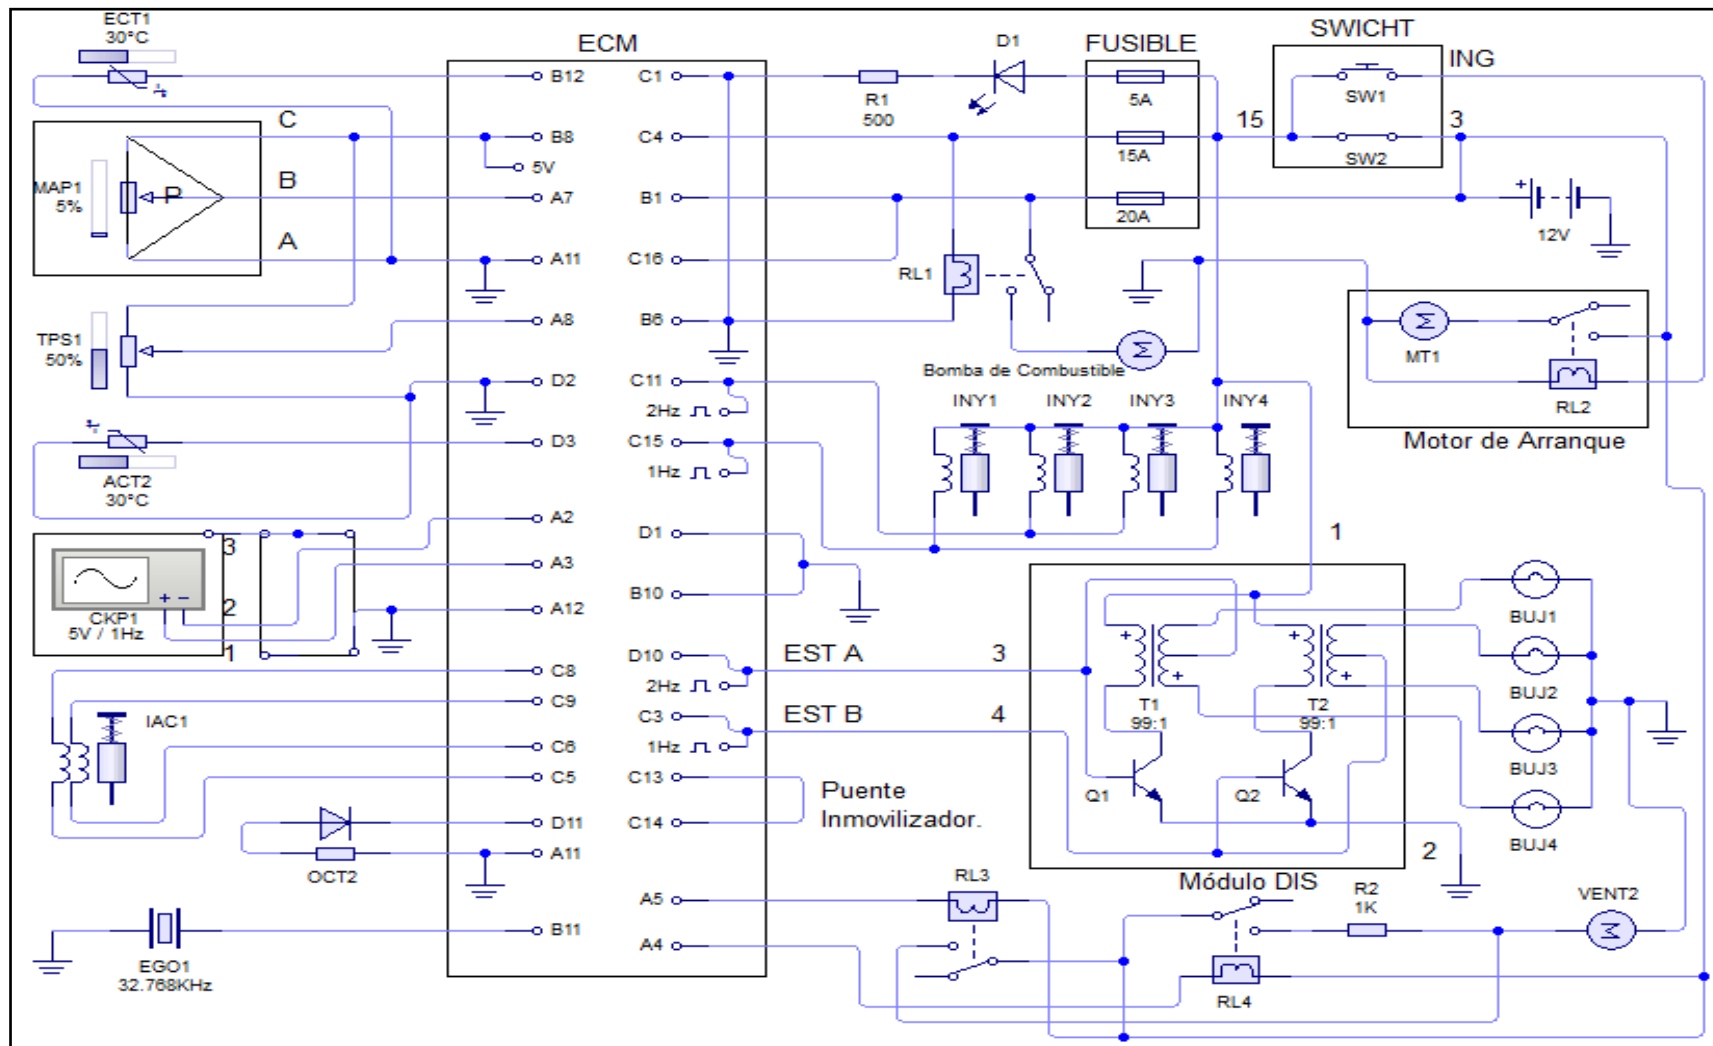 ECT1
30°C
ECM
D1
FUSIBLE
SWICHT
ING
B12
C1
R1
500
5A
SW1
C
B8
5V
C4
15A
15
3
SW2
MAP1
5%
P
B
A7
B1
20A
12V
A
A11
C16
RL1
TPS1
50%
A8
B6
MT1
Bomba de Combustible
RL2
Motor de Arranque
D2
C11
2Hz
INY1
INY2
INY3
INY4
D3
C15
1Hz
ACT2
30°C
A2
D1
1
3
A3
2
CKP1
5V / 1Hz
A12
B10
1
BUJ1
C8
D10
2Hz
EST A
3
BUJ2
C9
IAC1
C3
1Hz
EST B
4
T1
99:1
T2
99:1
BUJ3
C6
C5
C13
Puente
Inmovilizador.
Q1
Q2
D11
C14
BUJ4
A11
OCT2
2
Módulo DIS
RL3
A5
R2
1K
VENT2
B11
A4
EGO1
32.768KHz
RL4